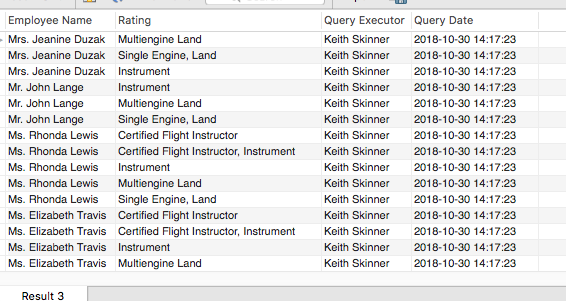 Employee Name Rating Query Executor Query Date
Mrs. Jeanine Duzak Multiengine Land Keith Skinner 2018-10-30 14:17:23
Mrs. Jeanine Duzak Single Engine, Land Keith Skinner 2018-10-30 14:17:23
Mrs. Jeanine Duzak Instrument Keith Skinner 2018-10-30 14:17:23
Mr. John Lange Instrument Keith Skinner 2018-10-30 14:17:23
Mr. John Lange Multiengine Land Keith Skinner 2018-10-30 14:17:23
Mr. John Lange Single Engine, Land Keith Skinner 2018-10-30 14:17:23
Ms. Rhonda Lewis Certified Flight Instructor Keith Skinner 2018-10-30 14:17:23
Ms. Rhonda Lewis Certified Flight Instructor, Instrument Keith Skinner 2018-10-30 14:17:23
Ms. Rhonda Lewis Instrument Keith Skinner 2018-10-30 14:17:23
Ms. Rhonda Lewis Multiengine Land Keith Skinner 2018-10-30 14:17:23
Ms. Rhonda Lewis Single Engine, Land Keith Skinner 2018-10-30 14:17:23
Ms. Elizabeth Travis Certified Flight Instructor Keith Skinner 2018-10-30 14:17:23
Ms. Elizabeth Travis Certified Flight Instructor, Instrument Keith Skinner 2018-10-30 14:17:23
Ms. Elizabeth Travis Instrument Keith Skinner 2018-10-30 14:17:23
Ms. Elizabeth Travis Multiengine Land Keith Skinner 2018-10-30 14:17:23
Result 3